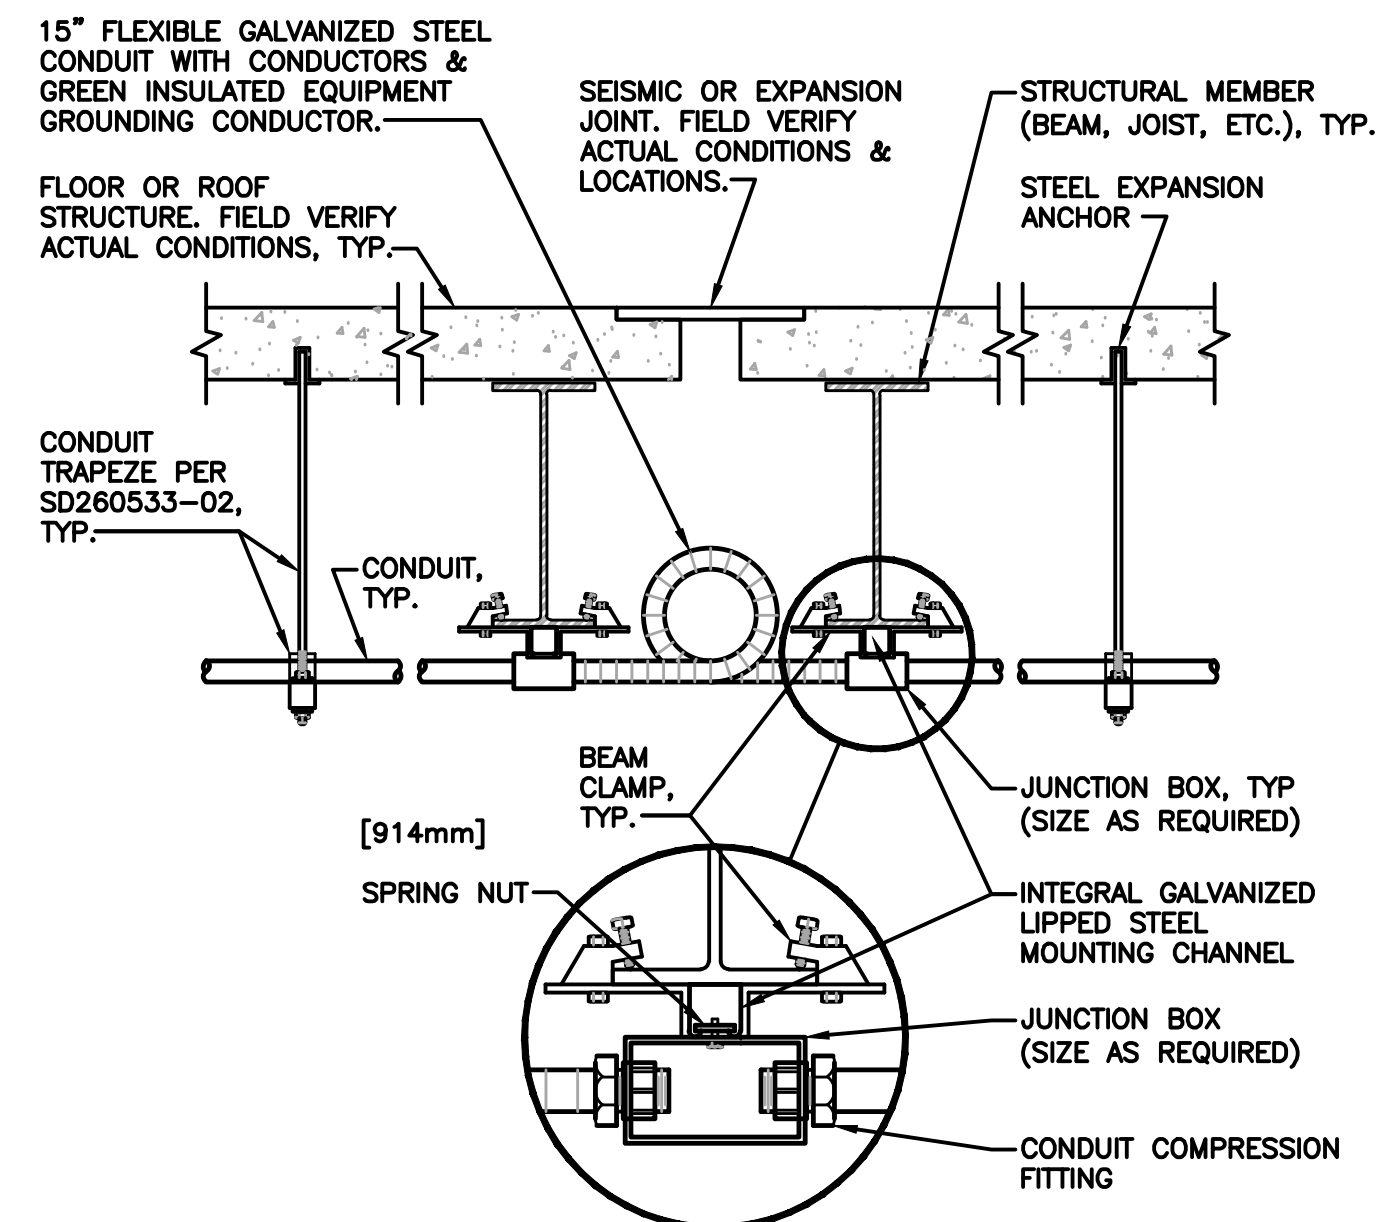 15” FLEXIBLE GALVANIZED STEEL
CONDUIT WITH CONDUCTORS &
GREEN INSULATED EQUIPMENT
GROUNDING CONDUCTOR.
FLOOR OR ROOF
STRUCTURE. FIELD VERIFY
ACTUAL CONDITIONS, TYP.
SEISMIC OR EXPANSION
JOINT. FIELD VERIFY
ACTUAL CONDITIONS &
LOCATIONS.
STRUCTURAL MEMBER
(BEAM, JOIST, ETC.), TYP.
STEEL EXPANSION
ANCHOR
CONDUIT
TRAPEZE PER
SD260533-02,
TYP.
CONDUIT,
TYP.
BEAM
CLAMP,
TYP.
[914mm]
SPRING NUT
JUNCTION BOX, TYP
(SIZE AS REQUIRED)
INTEGRAL GALVANIZED
LIPPED STEEL
MOUNTING CHANNEL
JUNCTION BOX
(SIZE AS REQUIRED)
CONDUIT COMPRESSION
FITTING